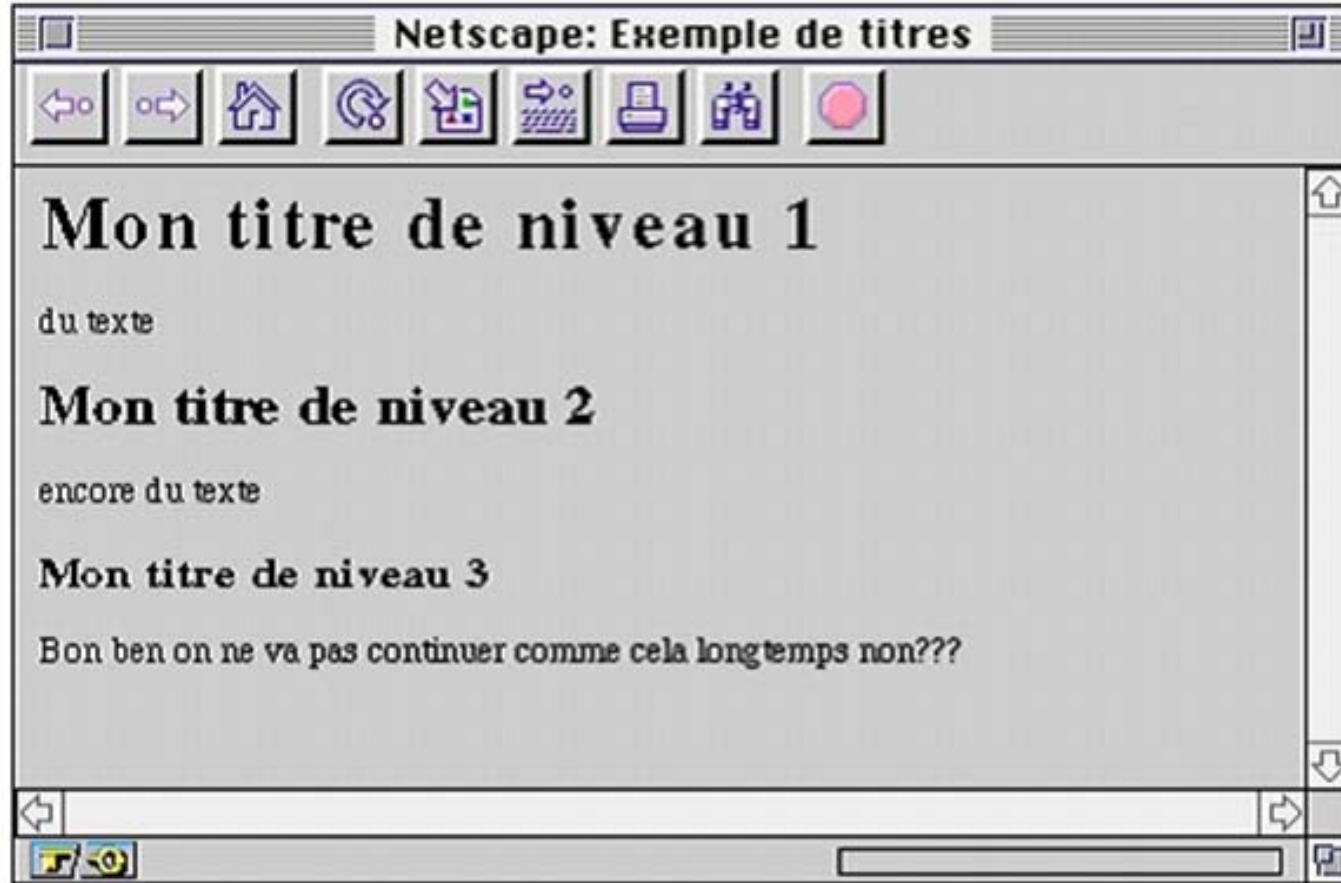 Netscape: Exemple de titres
Mon titre de niveau 1
du texte
Mon titre de niveau 2
encore du texte
Mon titre de niveau 3
Bon ben on ne va pas continuer comme cela longtemps non???